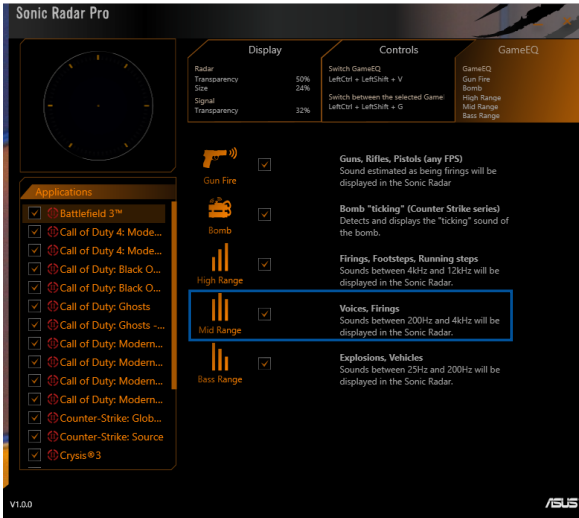 Sonic Radar Pro
Display
Radar
Transparency 50%
Size 24%
Signal
Transparency 32%
Controls
Switch GameEQ
LeftCtrl + LeftShift + V
Switch between the selected Game
LeftCtrl + LeftShift + G
GameEQ
GameEQ
Gun Fire
Bomb
High Range
Mid Range
Bass Range
Applications
Battlefield 3™
Call of Duty 4: Mode...
Call of Duty 4: Mode...
Call of Duty: Black O...
Call of Duty: Black O...
Call of Duty: Ghosts
Call of Duty: Ghosts -...
Call of Duty: Modern...
Call of Duty: Modern...
Call of Duty: Modern...
Call of Duty: Modern...
Counter-Strike: Glob...
Counter-Strike: Source
Crysis®3
Gun Fire
Guns, Rifles, Pistols (any FPS)
Sound estimated as being firings will be
displayed in the Sonic Radar
Bomb
Bomb "ticking" (Counter Strike series)
Detects and displays the "ticking" sound of
the bomb.
High Range
Firings, Footsteps, Running steps
Sounds between 4kHz and 12kHz will be
displayed in the Sonic Radar.
Mid Range
Voices, Firings
Sounds between 200Hz and 4kHz will be
displayed in the Sonic Radar.
Bass Range
Explosions, Vehicles
Sounds between 25Hz and 200Hz will be
displayed in the Sonic Radar.
V1.0.0
ASUS